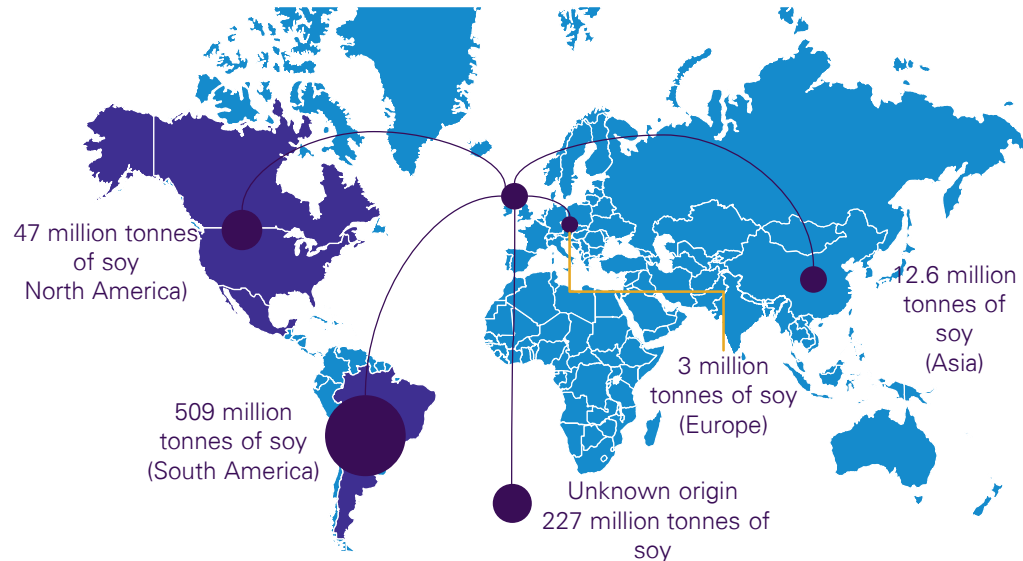 47 million tonnes
of soy
North America)
12.6 million
tonnes of
soy
(Asia)
3 million
tonnes of soy
(Europe)
509 million
tonnes of soy
(South America)
Unknown origin
227 million tonnes of
soy